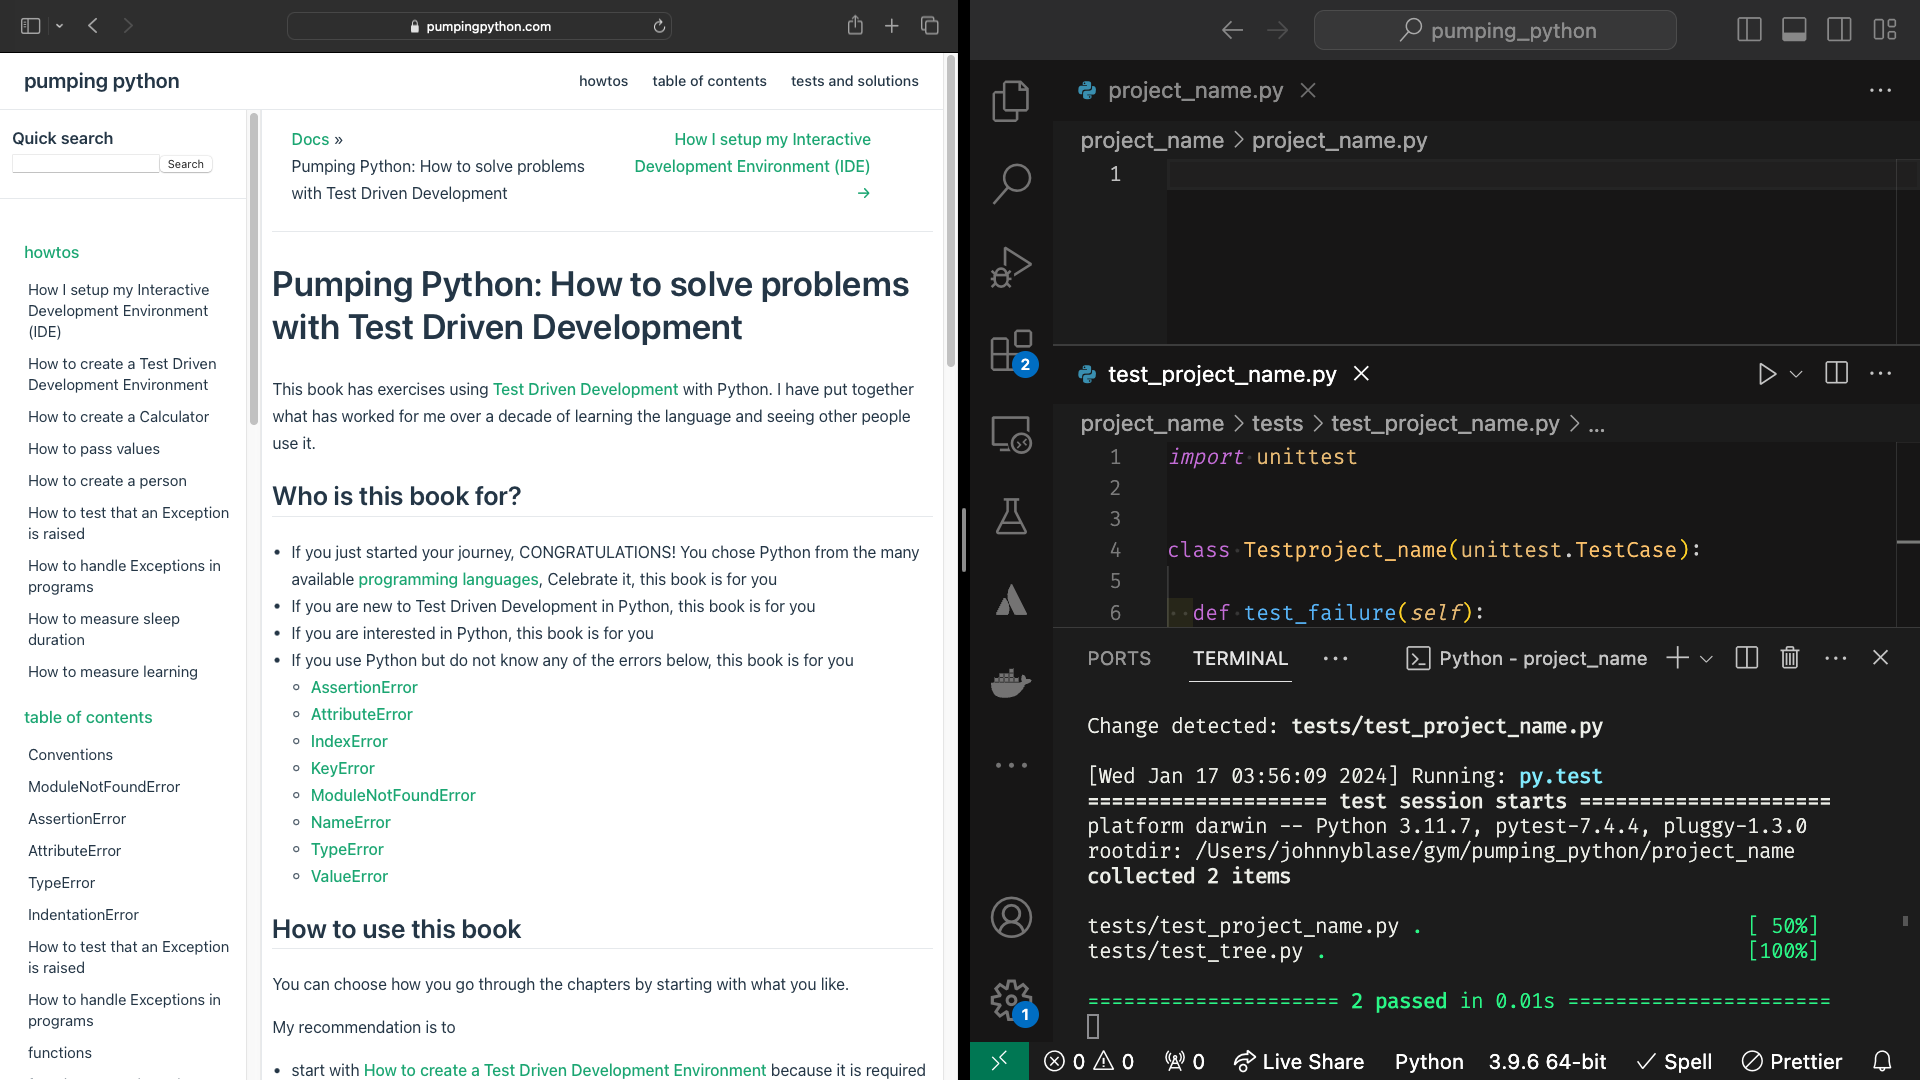 pumpingpython.com
pumping python
howtos
table of contents
tests and solutions
Quick search
Search
howtos
How I setup my Interactive
Development Environment
(IDE)
How to create a Test Driven
Development Environment
How to create a Calculator
How to pass values
How to create a person
How to test that an Exception
is raised
How to handle Exceptions in
programs
How to measure sleep
duration
How to measure learning
table of contents
Conventions
ModuleNotFoundError
AssertionError
AttributeError
TypeError
IndentationError
How to test that an Exception
is raised
How to handle Exceptions in
programs
functions
Docs »
Pumping Python: How to solve problems
with Test Driven Development
How I setup my Interactive
Development Environment (IDE)
→
Pumping Python: How to solve problems
with Test Driven Development
This book has exercises using Test Driven Development with Python. I have put together
what has worked for me over a decade of learning the language and seeing other people
use it.
Who is this book for?
• If you just started your journey, CONGRATULATIONS! You chose Python from the many
available programming languages, Celebrate it, this book is for you
• If you are new to Test Driven Development in Python, this book is for you
• If you are interested in Python, this book is for you
• If you use Python but do not know any of the errors below, this book is for you
◦ AssertionError
◦ AttributeError
◦ IndexError
◦ KeyError
◦ ModuleNotFoundError
◦ NameError
◦ TypeError
◦ ValueError
How to use this book
You can choose how you go through the chapters by starting with what you like.
My recommendation is to
• start with How to create a Test Driven Development Environment because it is required
pumping_python
project_name.py
project_name > project_name.py
1
2
test_project_name.py
project_name > tests > test_project_name.py > ...
1 import unittest
2
3
4 class Testproject_name(unittest.TestCase):
5
6 def test_failure(self):
PORTS TERMINAL ... Python - project_name
Change detected: tests/test_project_name.py
[Wed Jan 17 03:56:09 2024] Running: py.test
==================== test session starts =====================
platform darwin -- Python 3.11.7, pytest-7.4.4, pluggy-1.3.0
rootdir: /Users/johnnyblase/gym/pumping_python/project_name
collected 2 items
tests/test_project_name.py . [ 50%]
tests/test_tree.py . [100%]
===================== 2 passed in 0.01s ======================
1
0 0 0 Live Share Python 3.9.6 64-bit Spell Prettier